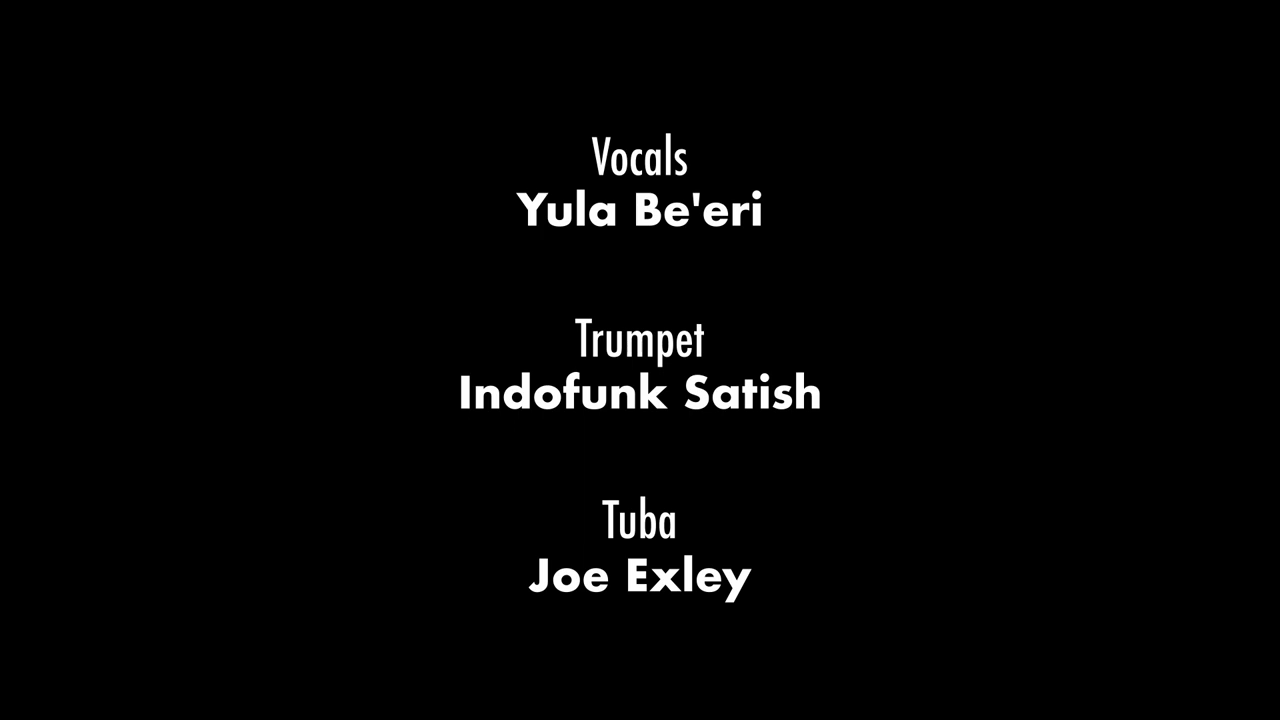 Vocals
Yula Be'eri
Trumpet
Indofunk Satish
Tuba
Joe Exley